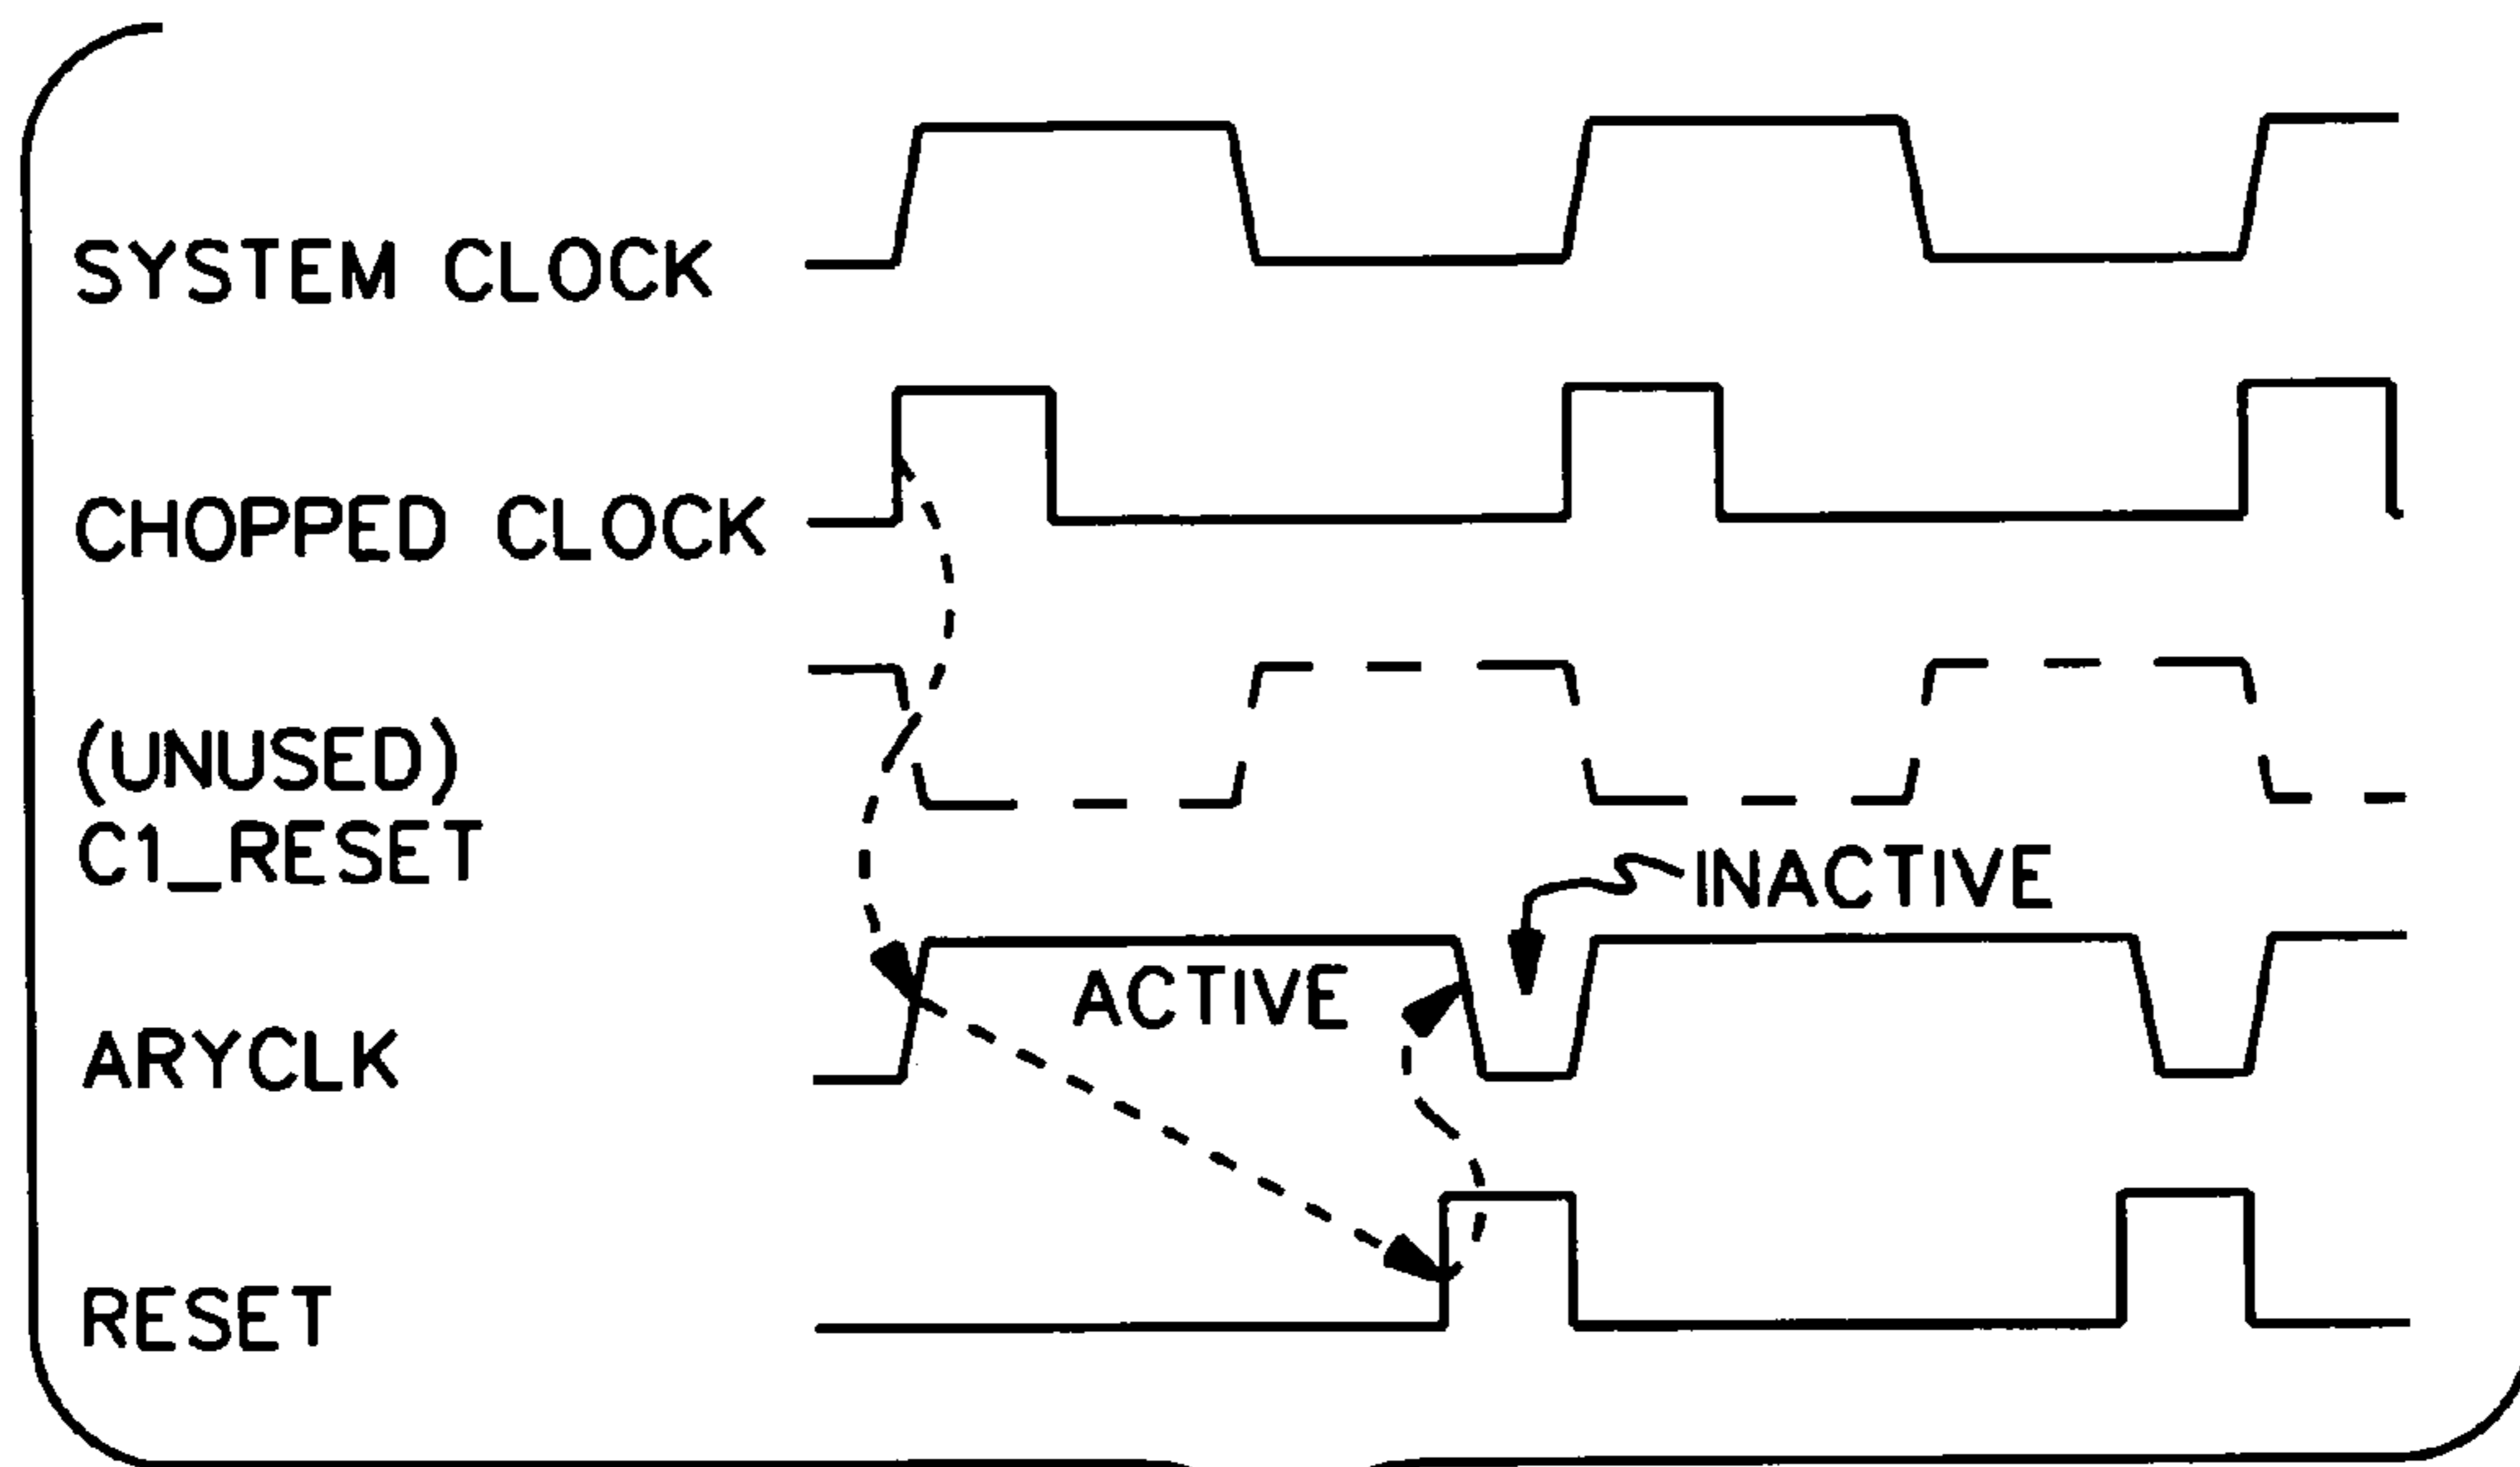 SYSTEM CLOCK
CHOPPED CLOCK
(UNUSED)
C1_RESET
INACTIVE
ACTIVE
ARYCLK
RESET